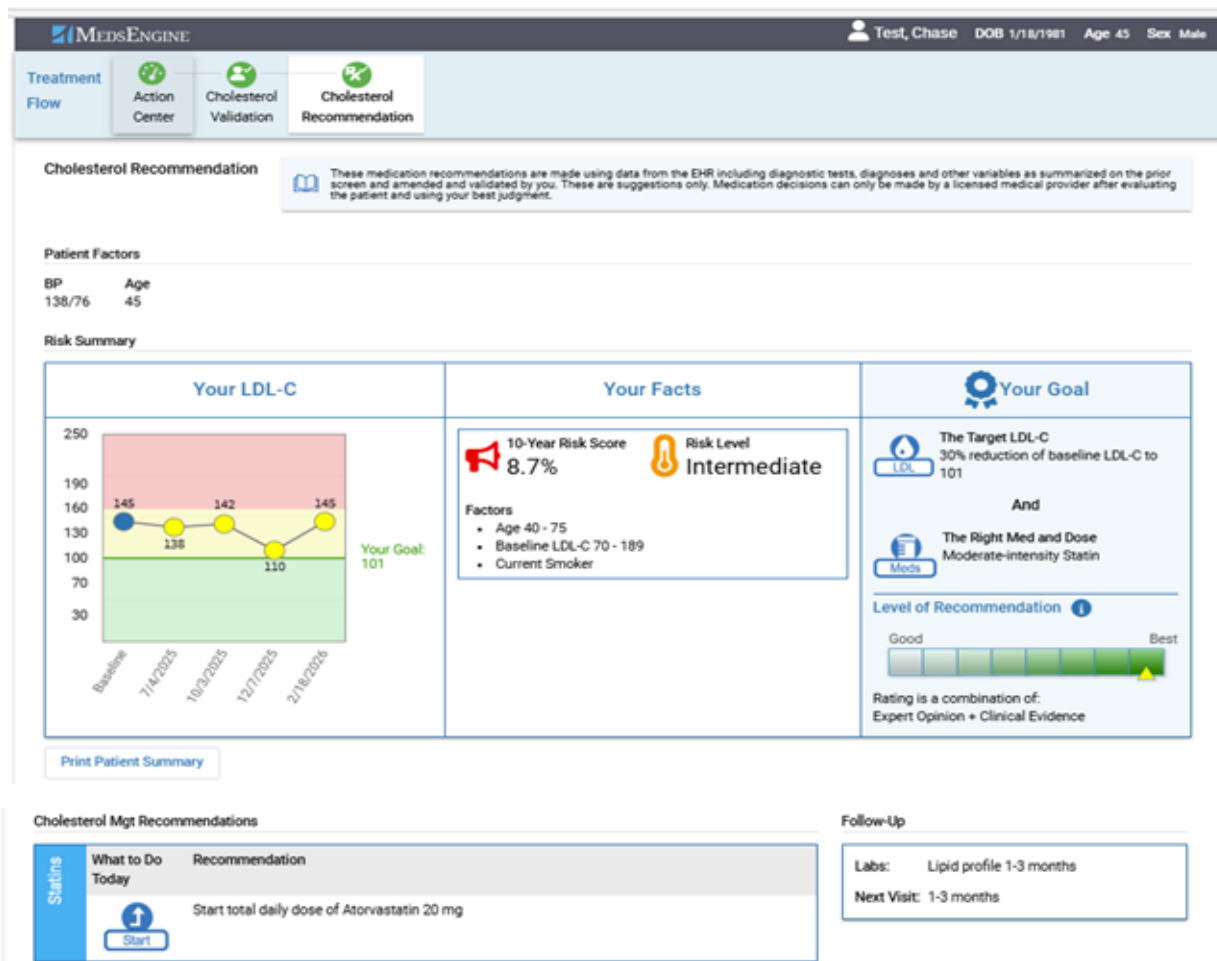 MEDSENGINE
Test, Chase DOB 1/18/1981 Age 45 Sex Male
Treatment
Flow
Action
Center
Cholesterol
Validation
Cholesterol
Recommendation
Cholesterol Recommendation
These medication recommendations are made using data from the EHR including diagnostic tests, diagnoses and other variables as summarized on the prior
screen and amended and validated by you. These are suggestions only. Medication decisions can only be made by a licensed medical provider after evaluating
the patient and using your best judgment.
Patient Factors
BP Age
138/76 45
Risk Summary
Your LDL-C
250
190
160
130
100
70
30
145
138
142
110
145
Your Goal:
101
Baseline
7/4/2025
10/3/2025
12/7/2025
2/18/2026
Your Facts
10-Year Risk Score
8.7%
Risk Level
Intermediate
Factors
• Age 40 - 75
• Baseline LDL-C 70 - 189
• Current Smoker
Your Goal
LDL
The Target LDL-C
30% reduction of baseline LDL-C to
101
And
Meds
The Right Med and Dose
Moderate-intensity Statin
Level of Recommendation i
Good Best
Rating is a combination of:
Expert Opinion + Clinical Evidence
Print Patient Summary
Cholesterol Mgt Recommendations
Statins
What to Do
Today
Recommendation
Start
Start total daily dose of Atorvastatin 20 mg
Follow-Up
Labs: Lipid profile 1-3 months
Next Visit: 1-3 months